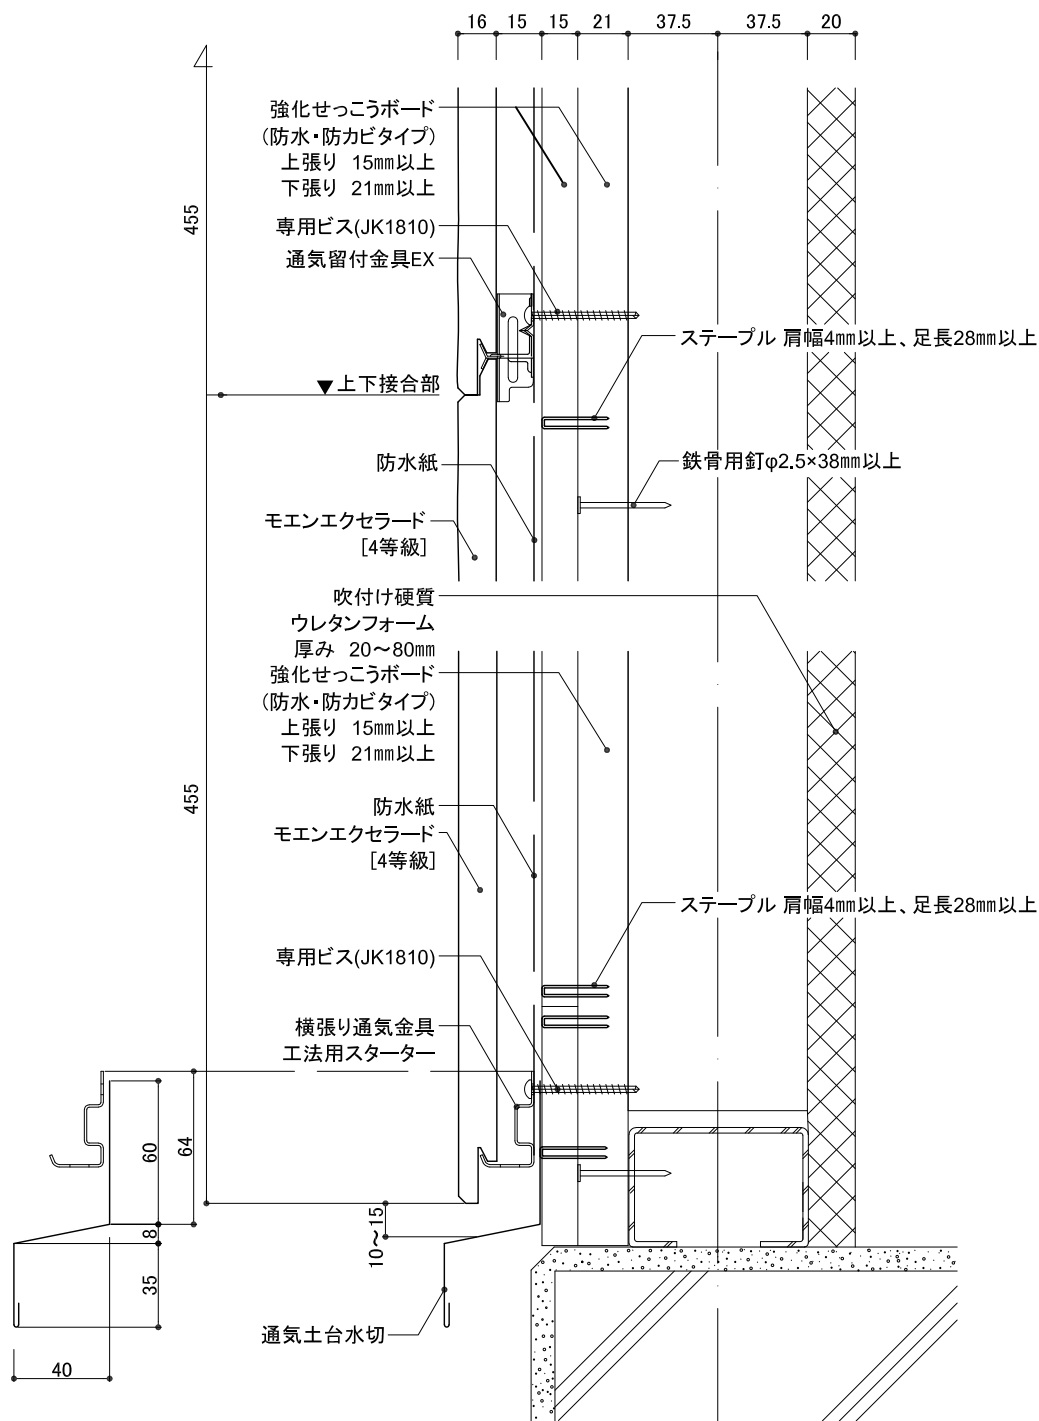 16 15 15 21 37.5 37.5 20
強化せっこうボード
(防水・防カビタイプ)
上張り 15㎜以上
下張り 21㎜以上
455
専用ビス(JK1810)
通気留付金具EX
ステープル 肩幅4㎜以上、足長28㎜以上
▼上下接合部
防水紙
鉄骨用釘φ2.5×38㎜以上
モエンエクセラード
[4等級]
吹付け硬質
ウレタンフォーム
厚み 20～80㎜
強化せっこうボード
(防水・防カビタイプ)
上張り 15㎜以上
下張り 21㎜以上
455
防水紙
モエンエクセラード
[4等級]
ステープル 肩幅4㎜以上、足長28㎜以上
専用ビス(JK1810)
横張り通気金具
工法用スターター
60
64
8
35
10～15
通気土台水切
40